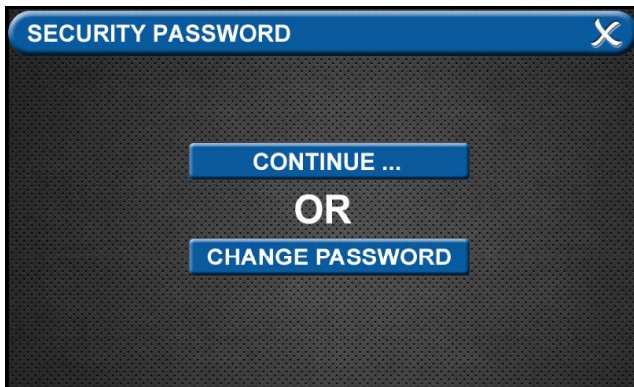 SECURITY PASSWORD
CONTINUE ...
OR
CHANGE PASSWORD